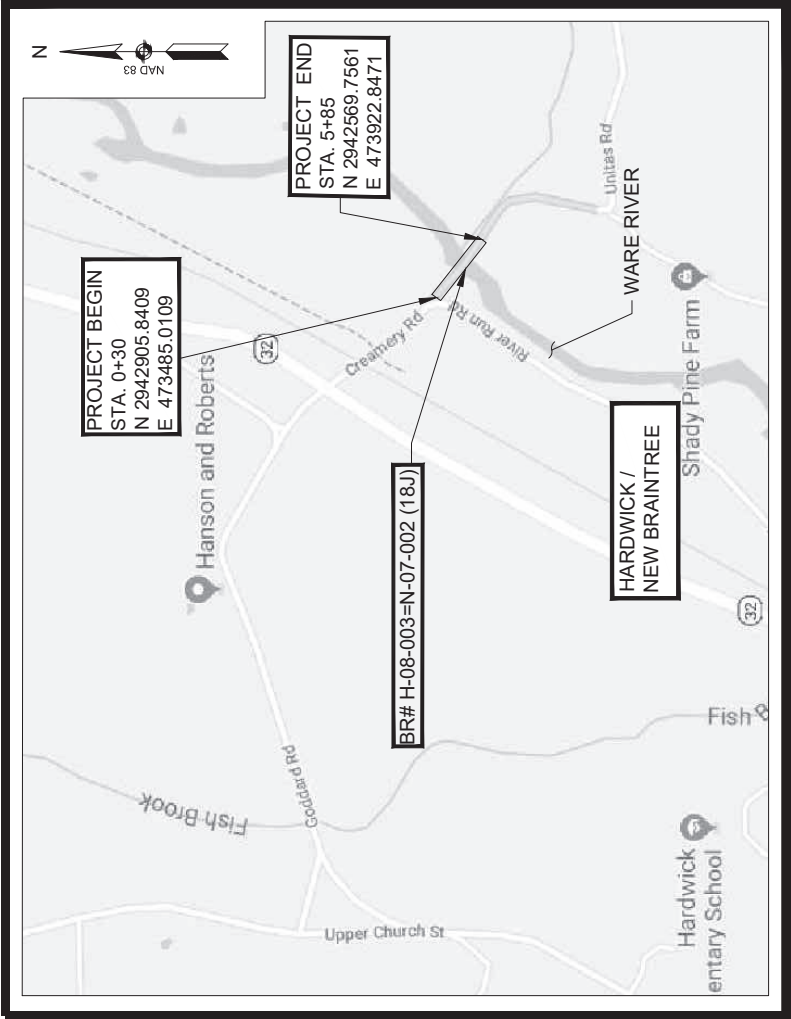 N
NAD 83
PROJECT BEGIN
STA. 0+30
N 2942905.8409
E 473485.0109
PROJECT END
STA. 5+85
N 2942569.7561
E 473922.8471
Hanson and Roberts
32
Creamery Rd
River Run Rd
Unitas Rd
WARE RIVER
Shady Pine Farm
BR# H-08-003=N-07-002 (18J)
HARDWICK /
NEW BRAINTREE
32
Goddard Rd
Fish Brook
Fish
Upper Church St
Hardwick
entary School